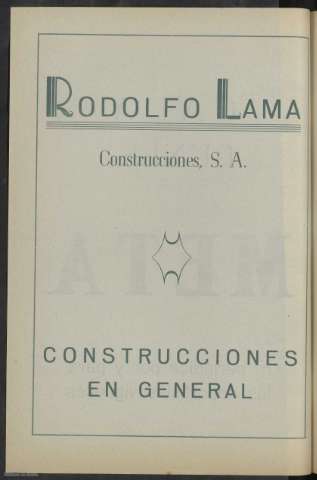 RODOLFO LAMA
Construcciones, S. A.
CONSTRUCCIONES
EN GENERAL